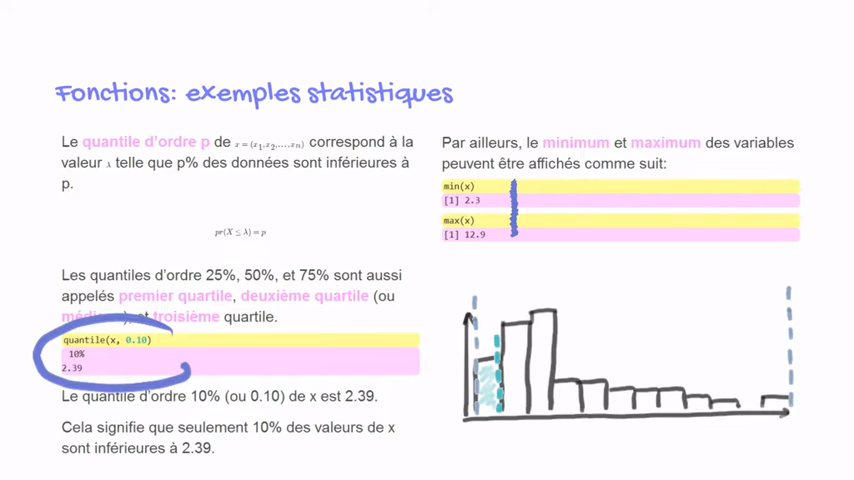 Fonctions: exemples statistiques
Le quantile d'ordre p de x = (x1,x2,....,xn) correspond à la
valeur λ telle que p% des données sont inférieures à
p.
pr(X ≤ λ) = p
Les quantiles d'ordre 25%, 50%, et 75% sont aussi
appelés premier quartile, deuxième quartile (ou
médiane), et troisième quartile.
quantile(x, 0.10)
10%
2.39
Le quantile d'ordre 10% (ou 0.10) de x est 2.39.
Cela signifie que seulement 10% des valeurs de x
sont inférieures à 2.39.
Par ailleurs, le minimum et maximum des variables
peuvent être affichés comme suit:
min(x)
[1] 2.3
max(x)
[1] 12.9